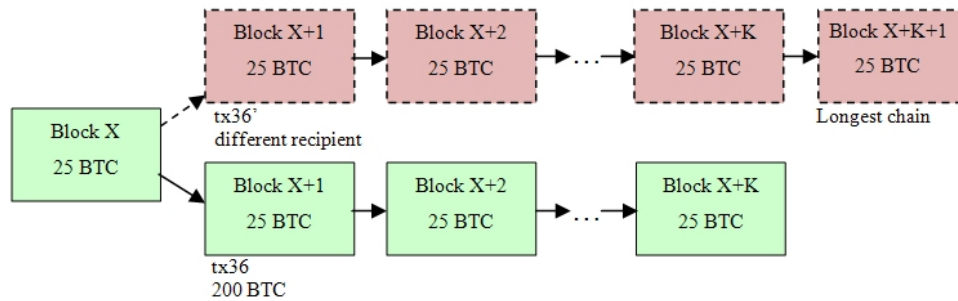 Block X+1
25 BTC
Block X+2
25 BTC
...
Block X+K
25 BTC
Block X+K+1
25 BTC
tx36’
different recipient
Longest chain
Block X
25 BTC
Block X+1
25 BTC
Block X+2
25 BTC
...
Block X+K
25 BTC
tx36
200 BTC